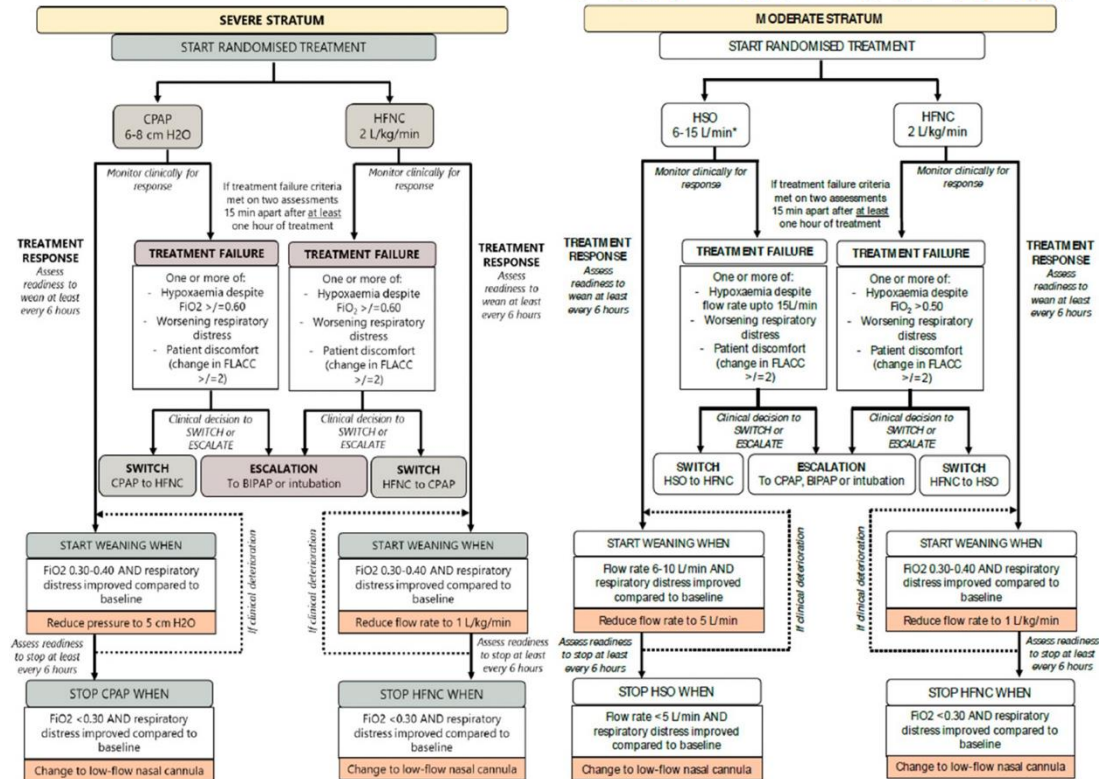 SEVERE STRATUM
START RANDOMISED TREATMENT
CPAP
6-8 cm H2O
HFNC
2 L/kg/min
Monitor clinically for
response
If treatment failure criteria
met on two assessments
15 min apart after at least
one hour of treatment
Monitor clinically for
response
TREATMENT
RESPONSE
Assess
readiness to
wean at least
every 6 hours
TREATMENT FAILURE
One or more of:
- Hypoxaemia despite
FiO2 >/=0.60
- Worsening respiratory
distress
- Patient discomfort
(change in FLACC
>/=2)
TREATMENT FAILURE
One or more of:
- Hypoxaemia despite
FiO₂ >/=0.60
- Worsening respiratory
distress
- Patient discomfort
(change in FLACC
>/=2)
TREATMENT
RESPONSE
Assess
readiness to
wean at least
every 6 hours
Clinical decision to
SWITCH or
ESCALATE
Clinical decision to
SWITCH or
ESCALATE
SWITCH
CPAP to HFNC
ESCALATION
To BIPAP or intubation
SWITCH
HFNC to CPAP
START WEANING WHEN
FiO2 0.30-0.40 AND respiratory
distress improved compared to
baseline
Reduce pressure to 5 cm H2O
If clinical deterioration
If clinical deterioration
START WEANING WHEN
FiO2 0.30-0.40 AND respiratory
distress improved compared to
baseline
Reduce flow rate to 1 L/kg/min
Assess readiness
to stop at least
every 6 hours
Assess readiness
to stop at least
every 6 hours
STOP CPAP WHEN
FiO2 <0.30 AND respiratory
distress improved compared to
baseline
Change to low-flow nasal cannula
STOP HFNC WHEN
FiO2 <0.30 AND respiratory
distress improved compared to
baseline
Change to low-flow nasal cannula
MODERATE STRATUM
START RANDOMISED TREATMENT
HSO
6-15 L/min*
HFNC
2 L/kg/min
Monitor clinically for
response
If treatment failure criteria
met on two assessments
15 min apart after at least
one hour of treatment
Monitor clinically for
response
TREATMENT
RESPONSE
Assess
readiness to
wean at least
every 6 hours
TREATMENT FAILURE
One or more of:
- Hypoxaemia despite
flow rate upto 15L/min
- Worsening respiratory
distress
- Patient discomfort
(change in FLACC
>/=2)
TREATMENT FAILURE
One or more of:
- Hypoxaemia despite
FiO₂ >0.50
- Worsening respiratory
distress
- Patient discomfort
(change in FLACC
>/=2)
TREATMENT
RESPONSE
Assess
readiness to
wean at least
every 6 hours
Clinical decision to
SWITCH or
ESCALATE
Clinical decision to
SWITCH or
ESCALATE
SWITCH
HSO to HFNC
ESCALATION
To CPAP, BIPAP or intubation
SWITCH
HFNC to HSO
START WEANING WHEN
Flow rate 6-10 L/min AND
respiratory distress improved
compared to baseline
Reduce flow rate to 5 L/min
If clinical deterioration
If clinical deterioration
START WEANING WHEN
FiO2 0.30-0.40 AND respiratory
distress improved compared to
baseline
Reduce flow rate to 1 L/kg/min
Assess readiness
to stop at least
every 6 hours
Assess readiness
to stop at least
every 6 hours
STOP HSO WHEN
Flow rate <5 L/min AND
respiratory distress improved
compared to baseline
Change to low-flow nasal cannula
STOP HFNC WHEN
FiO2 <0.30 AND respiratory
distress improved compared to
baseline
Change to low-flow nasal cannula